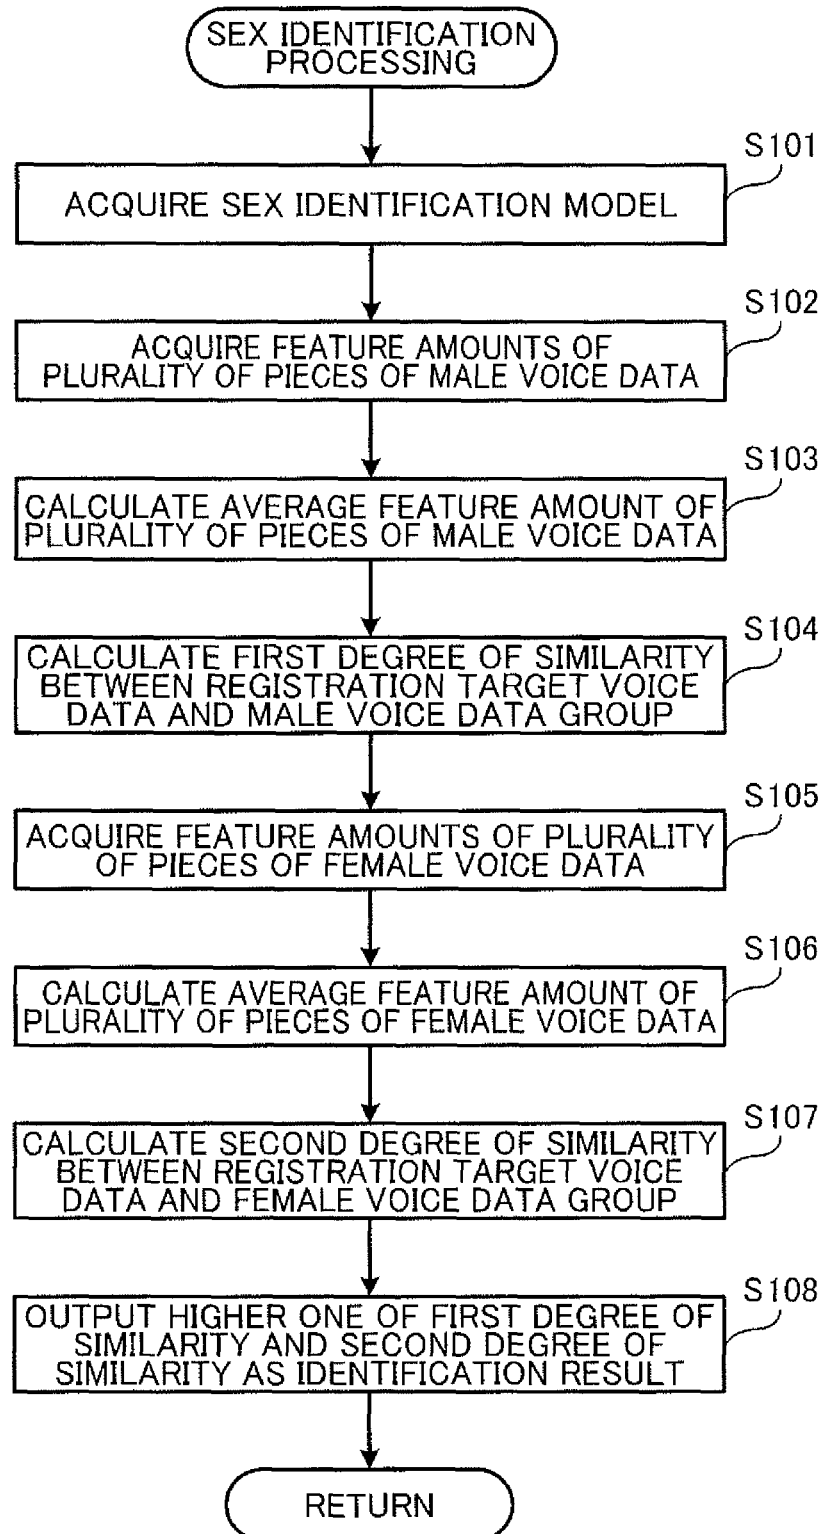 SEX IDENTIFICATION
PROCESSING
S101
ACQUIRE SEX IDENTIFICATION MODEL
S102
ACQUIRE FEATURE AMOUNTS OF
PLURALITY OF PIECES OF MALE VOICE DATA
S103
CALCULATE AVERAGE FEATURE AMOUNT OF
PLURALITY OF PIECES OF MALE VOICE DATA
S104
CALCULATE FIRST DEGREE OF SIMILARITY
BETWEEN REGISTRATION TARGET VOICE
DATA AND MALE VOICE DATA GROUP
S105
ACQUIRE FEATURE AMOUNTS OF PLURALITY
OF PIECES OF FEMALE VOICE DATA
S106
CALCULATE AVERAGE FEATURE AMOUNT OF
PLURALITY OF PIECES OF FEMALE VOICE DATA
S107
CALCULATE SECOND DEGREE OF SIMILARITY
BETWEEN REGISTRATION TARGET VOICE
DATA AND FEMALE VOICE DATA GROUP
S108
OUTPUT HIGHER ONE OF FIRST DEGREE OF
SIMILARITY AND SECOND DEGREE OF
SIMILARITY AS IDENTIFICATION RESULT
RETURN